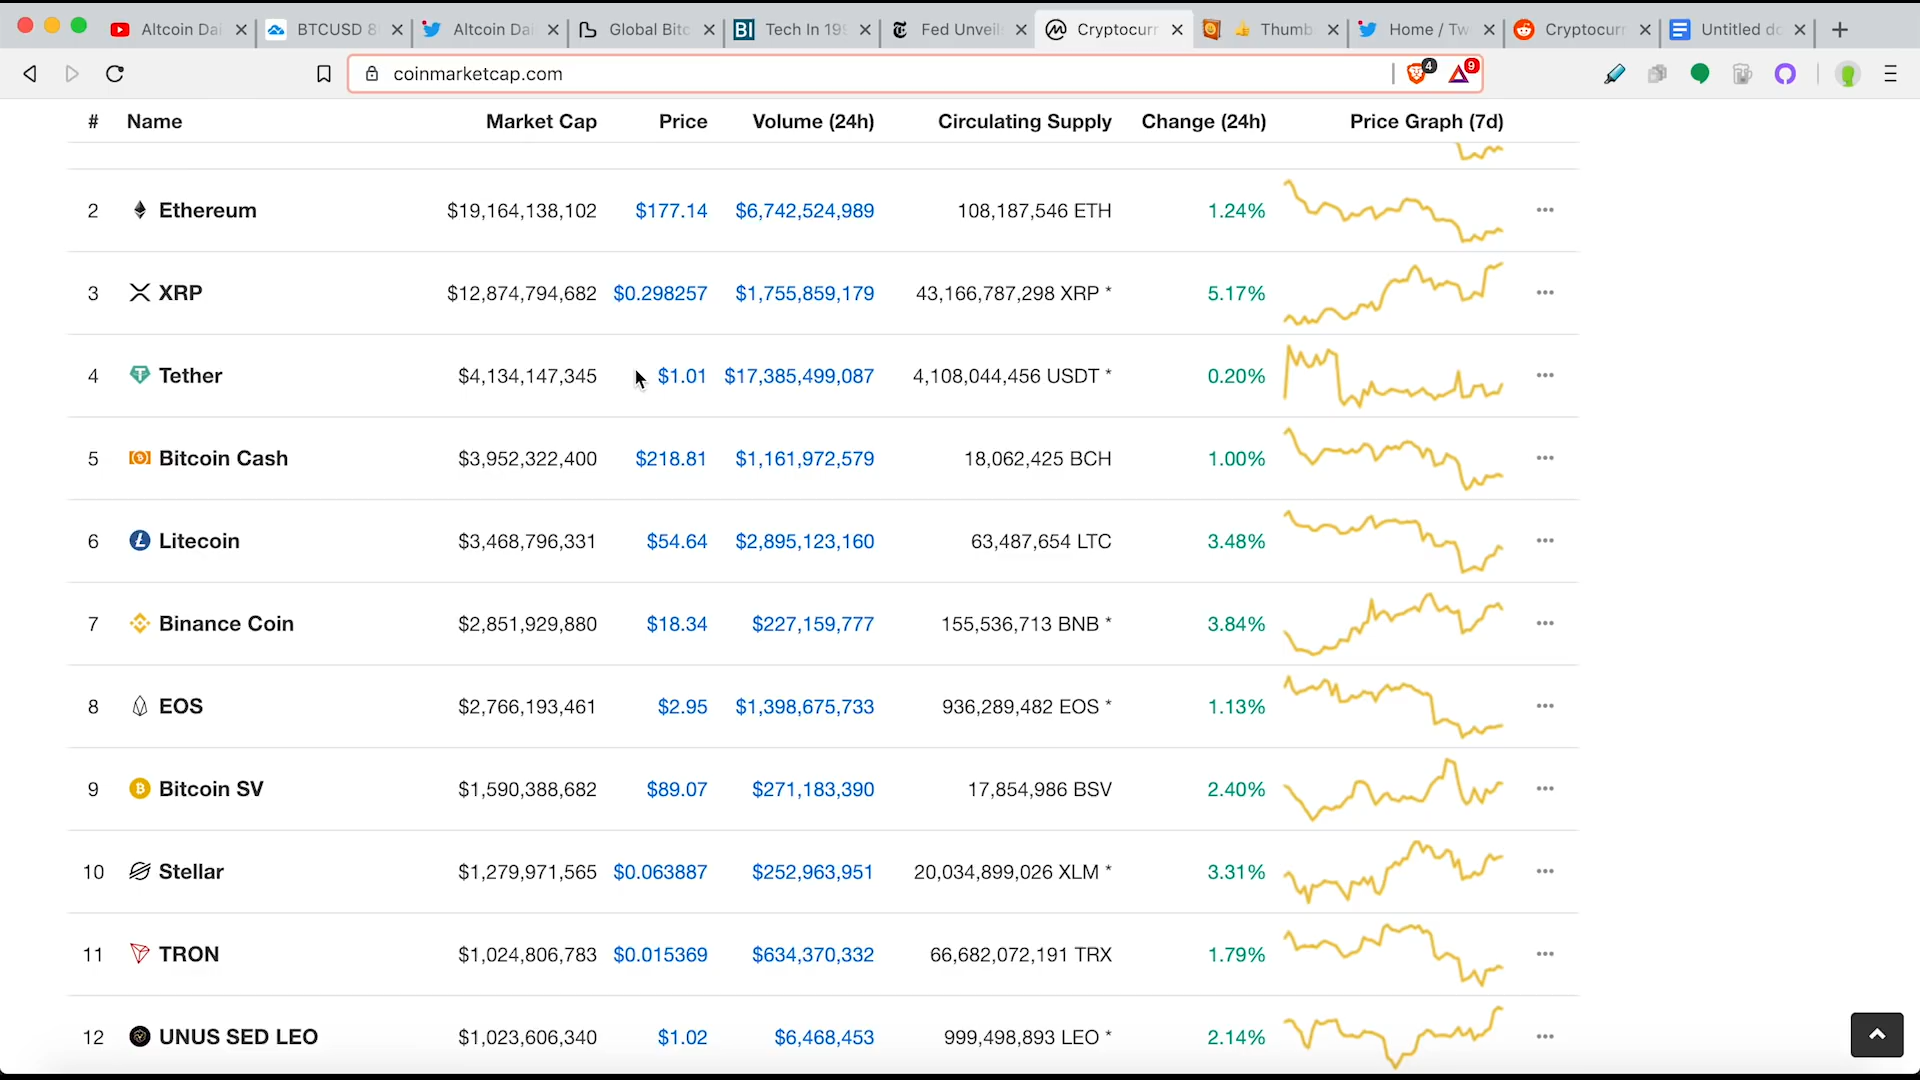 Altcoin Dai
BTCUSD 8
Altcoin Dai
Global Bitc
BI Tech In 199
Fed Unveil
Cryptocurr
Thumb
Home / Tw
Cryptocurr
Untitled do
coinmarketcap.com
4
9
# Name Market Cap Price Volume (24h) Circulating Supply Change (24h) Price Graph (7d)
2 Ethereum $19,164,138,102 $177.14 $6,742,524,989 108,187,546 ETH 1.24%
3 XRP $12,874,794,682 $0.298257 $1,755,859,179 43,166,787,298 XRP * 5.17%
4 Tether $4,134,147,345 $1.01 $17,385,499,087 4,108,044,456 USDT * 0.20%
5 Bitcoin Cash $3,952,322,400 $218.81 $1,161,972,579 18,062,425 BCH 1.00%
6 Litecoin $3,468,796,331 $54.64 $2,895,123,160 63,487,654 LTC 3.48%
7 Binance Coin $2,851,929,880 $18.34 $227,159,777 155,536,713 BNB * 3.84%
8 EOS $2,766,193,461 $2.95 $1,398,675,733 936,289,482 EOS * 1.13%
9 Bitcoin SV $1,590,388,682 $89.07 $271,183,390 17,854,986 BSV 2.40%
10 Stellar $1,279,971,565 $0.063887 $252,963,951 20,034,899,026 XLM * 3.31%
11 TRON $1,024,806,783 $0.015369 $634,370,332 66,682,072,191 TRX 1.79%
12 UNUS SED LEO $1,023,606,340 $1.02 $6,468,453 999,498,893 LEO * 2.14%